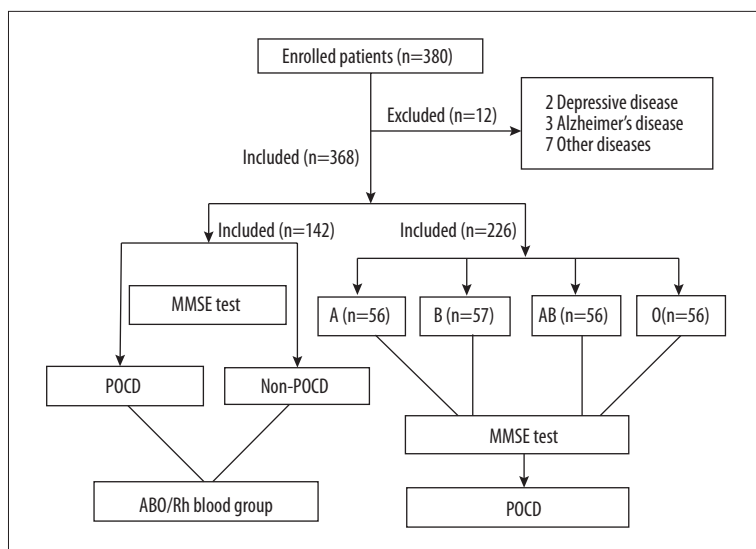 Enrolled patients (n=380)
Excluded (n=12)
2 Depressive disease
3 Alzheimer's disease
7 Other diseases
Included (n=368)
Included (n=142)
Included (n=226)
MMSE test
A (n=56)
B (n=57)
AB (n=56)
O(n=56)
POCD
Non-POCD
MMSE test
ABO/Rh blood group
POCD